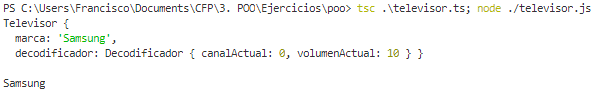 PS C:\Users\Francisco\Documents\CFP\3. POO\Ejercicios\poo> tsc .\televisor.ts; node ./televisor.js
Televisor {
  marca: 'Samsung',
  decodificador: Decodificador { canalActual: 0, volumenActual: 10 } }

Samsung